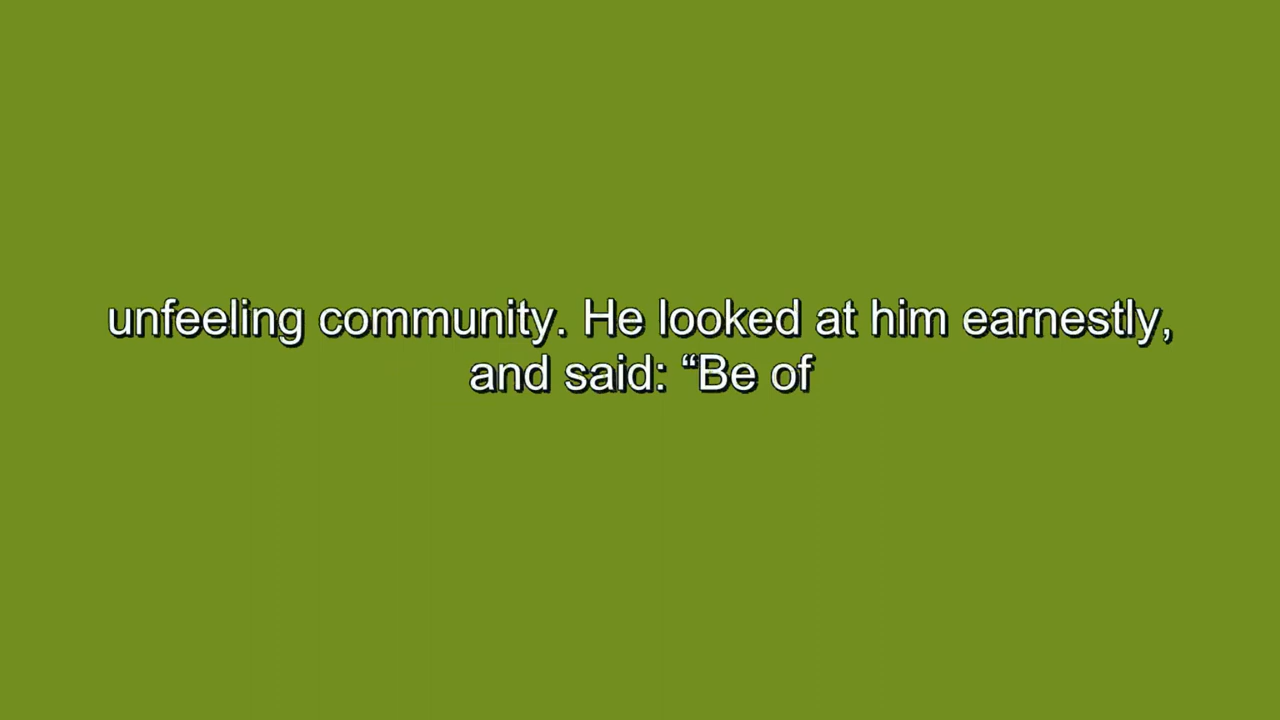 unfeeling community. He looked at him earnestly,
and said: “Be of